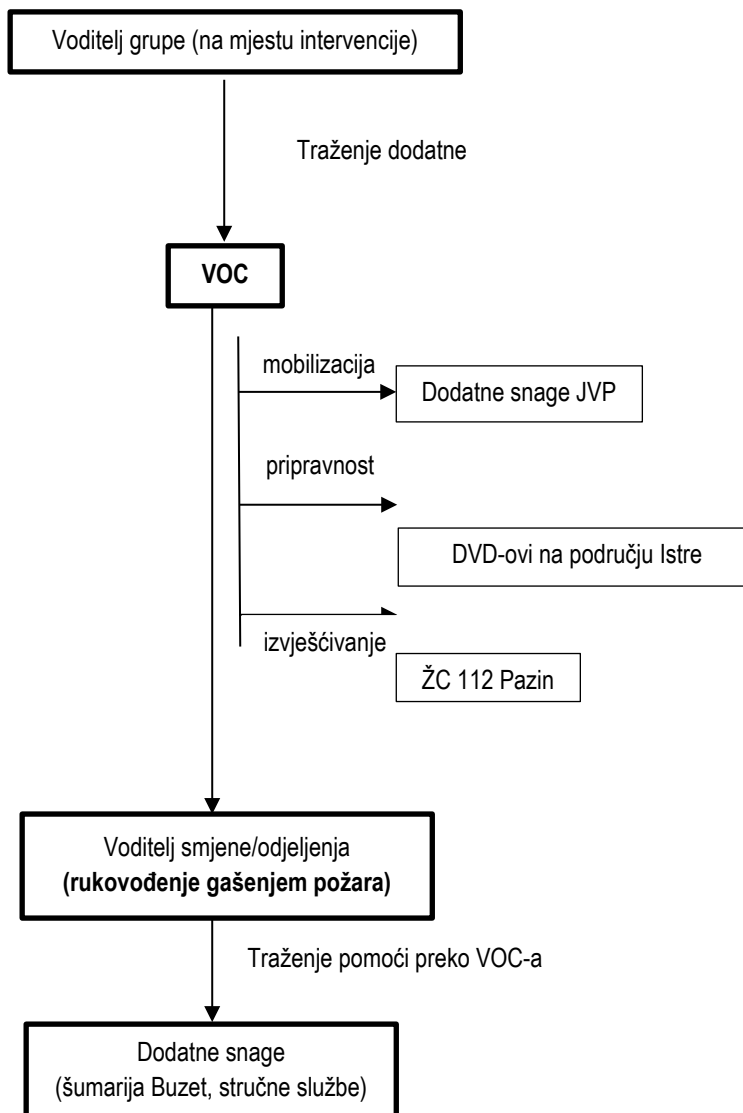 Voditelj grupe (na mjestu intervencije)
Traženje dodatne
VOC
mobilizacija
Dodatne snage JVP
pripravnost
DVD-ovi na području Istre
izvješćivanje
ŽC 112 Pazin
Voditelj smjene/odjeljenja
(rukovođenje gašenjem požara)
Traženje pomoći preko VOC-a
Dodatne snage
(šumarija Buzet, stručne službe)